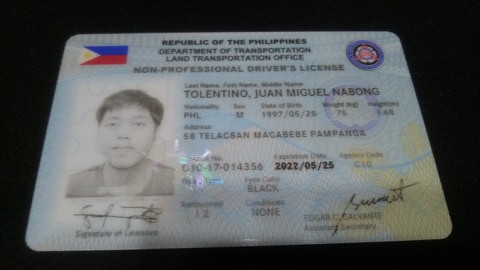 REPUBLIC OF THE PHILIPPINES
DEPARTMENT OF TRANSPORTATION
LAND TRANSPORTATION OFFICE
NON-PROFESSIONAL DRIVER'S LICENSE
Last Name, First Name, Middle Name
TOLENTINO, JUAN MIGUEL NABONG
Nationality Sex Date of Birth Weight (kg) Height(m)
PHL M 1997/05/25 75 1.68
Address
58 TELACSAN MACABEBE PAMPANGA
License No. Expiration Date Agency Code
C10-17-014356 2022/05/25 C10
Eyes Color
BLACK
Restrictions Conditions
1,2 NONE
EDGAR C. GALVANTE
Assistant Secretary
Signature of Licensee